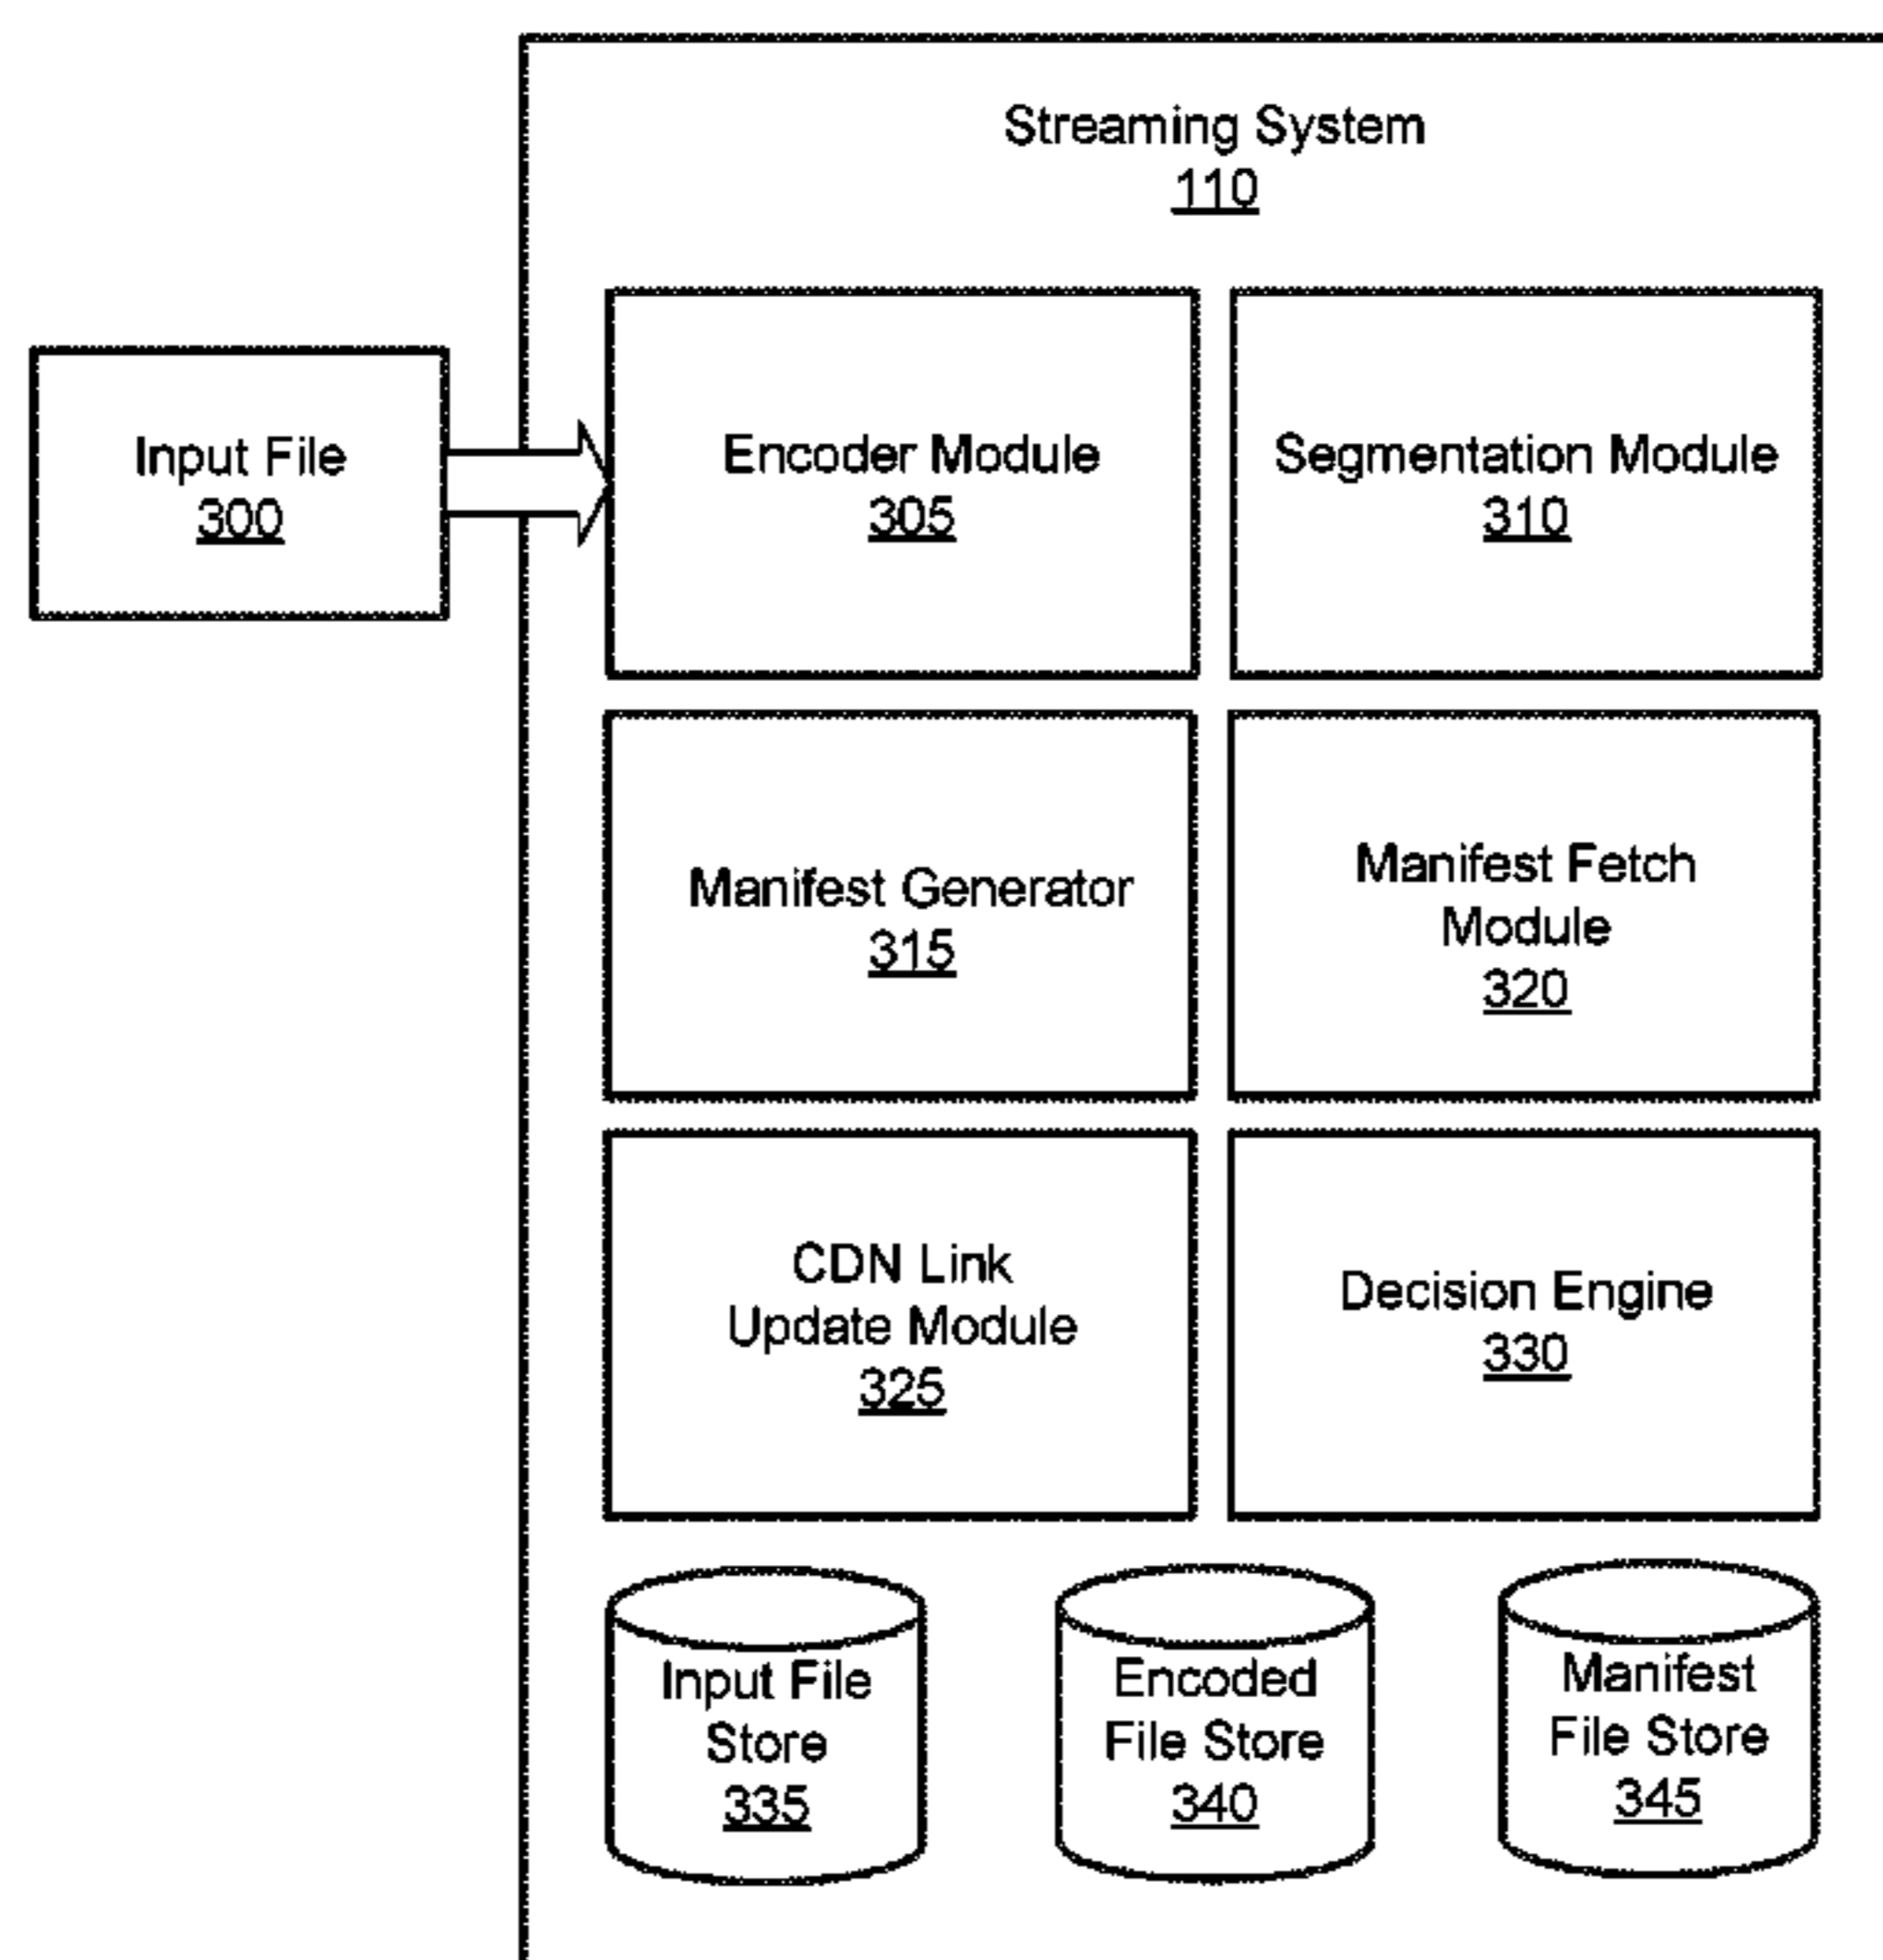 Streaming System
110
Input File
300
Encoder Module
305
Segmentation Module
310
Manifest Generator
315
Manifest Fetch
Module
320
CDN Link
Update Module
325
Decision Engine
330
Input File
Store
335
Encoded
File Store
340
Manifest
File Store
345